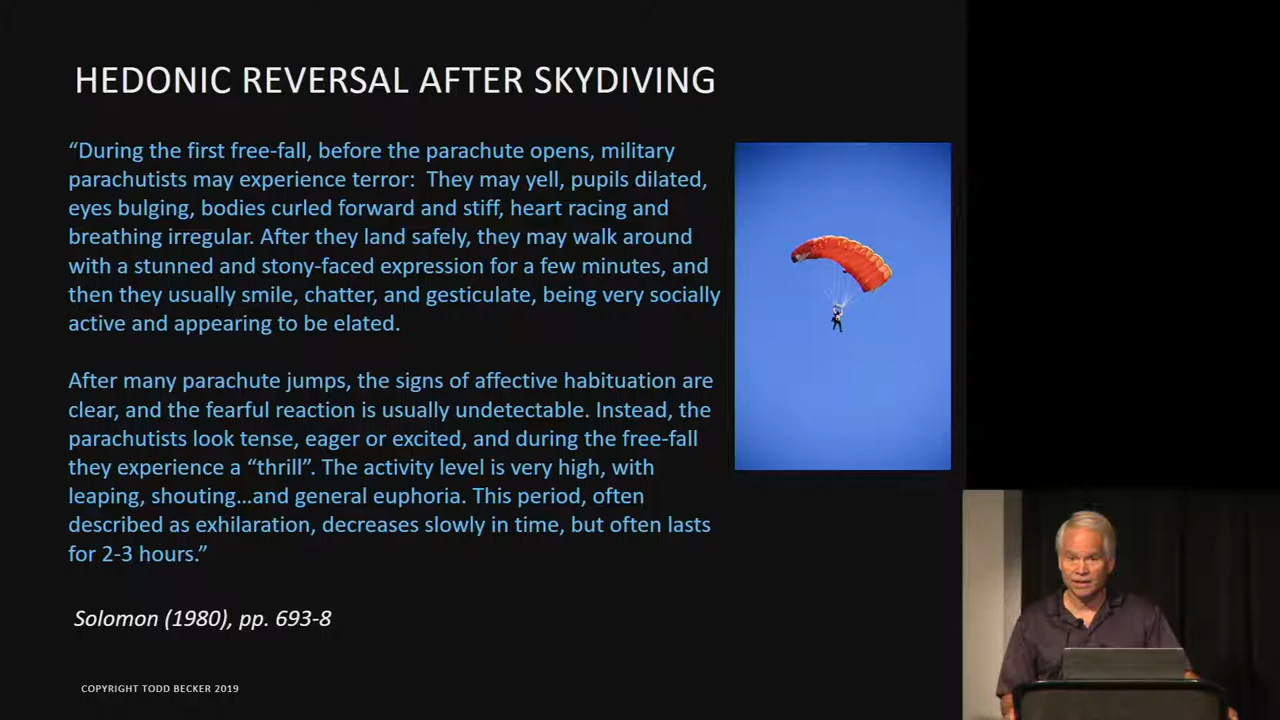 HEDONIC REVERSAL AFTER SKYDIVING
“During the first free-fall, before the parachute opens, military
parachutists may experience terror:  They may yell, pupils dilated,
eyes bulging, bodies curled forward and stiff, heart racing and
breathing irregular. After they land safely, they may walk around
with a stunned and stony-faced expression for a few minutes, and
then they usually smile, chatter, and gesticulate, being very socially
active and appearing to be elated.
After many parachute jumps, the signs of affective habituation are
clear, and the fearful reaction is usually undetectable. Instead, the
parachutists look tense, eager or excited, and during the free-fall
they experience a “thrill”. The activity level is very high, with
leaping, shouting…and general euphoria. This period, often
described as exhilaration, decreases slowly in time, but often lasts
for 2-3 hours.”
Solomon (1980), pp. 693-8
COPYRIGHT TODD BECKER 2019